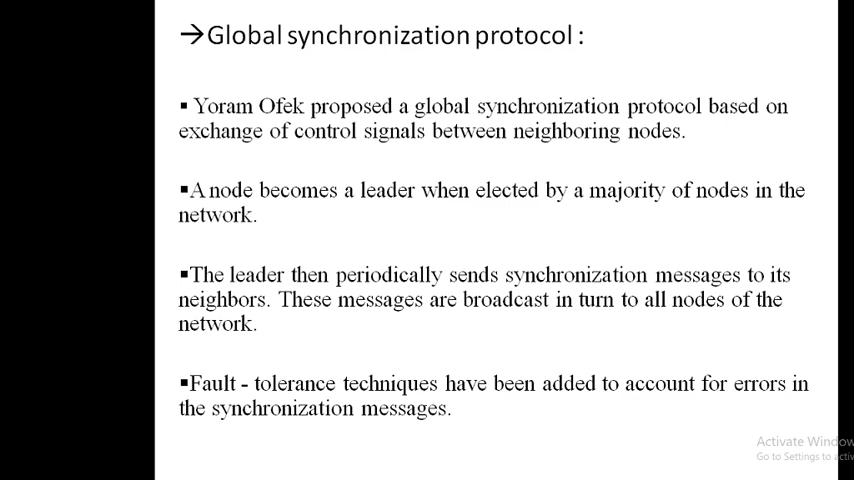 →Global synchronization protocol :
▪ Yoram Ofek proposed a global synchronization protocol based on
exchange of control signals between neighboring nodes.
▪A node becomes a leader when elected by a majority of nodes in the
network.
▪The leader then periodically sends synchronization messages to its
neighbors. These messages are broadcast in turn to all nodes of the
network.
▪Fault - tolerance techniques have been added to account for errors in
the synchronization messages.
Activate Window
Go to Settings to activ